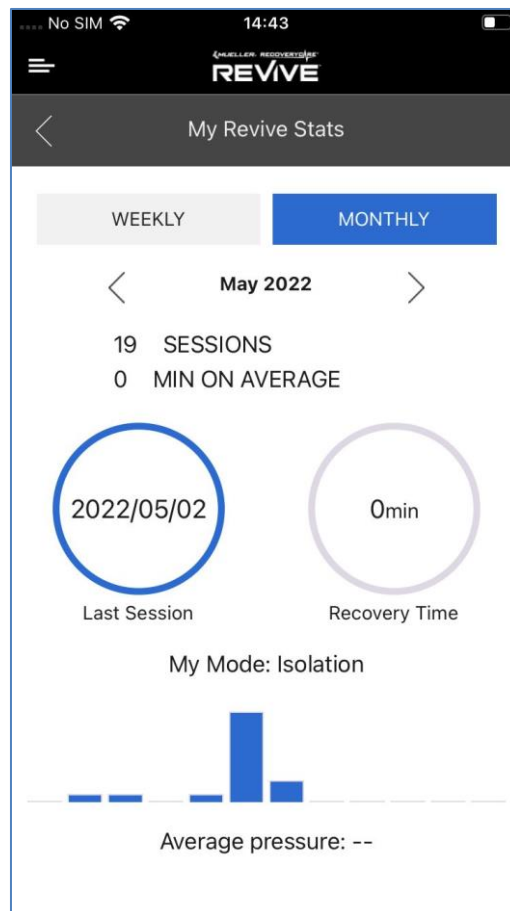 No SIM 14:43
MUELLER RECOVERYCARE
REVIVE
My Revive Stats
WEEKLY MONTHLY
May 2022
19 SESSIONS
0 MIN ON AVERAGE
2022/05/02 0min
Last Session Recovery Time
My Mode: Isolation
Average pressure: --